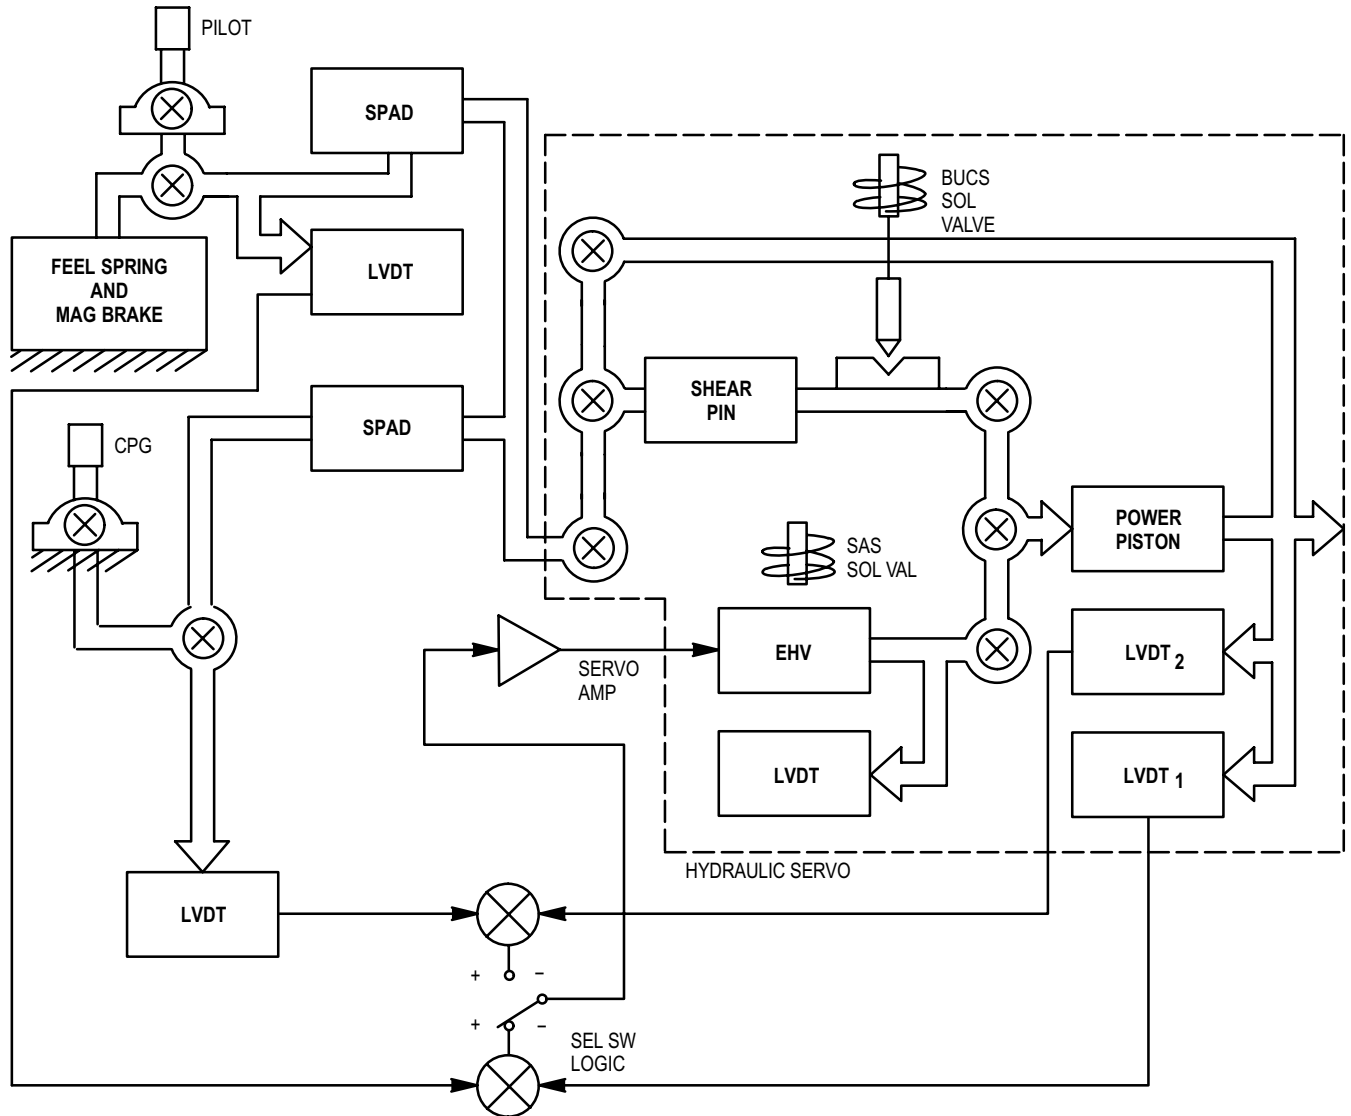 PILOT
SPAD
BUCS
SOL
VALVE
FEEL SPRING
AND
MAG BRAKE
LVDT
SHEAR
PIN
SPAD
CPG
POWER
PISTON
SAS
SOL VAL
EHV
SERVO
AMP
LVDT 2
LVDT
LVDT 1
HYDRAULIC SERVO
LVDT
+ −
+ −
SEL SW
LOGIC